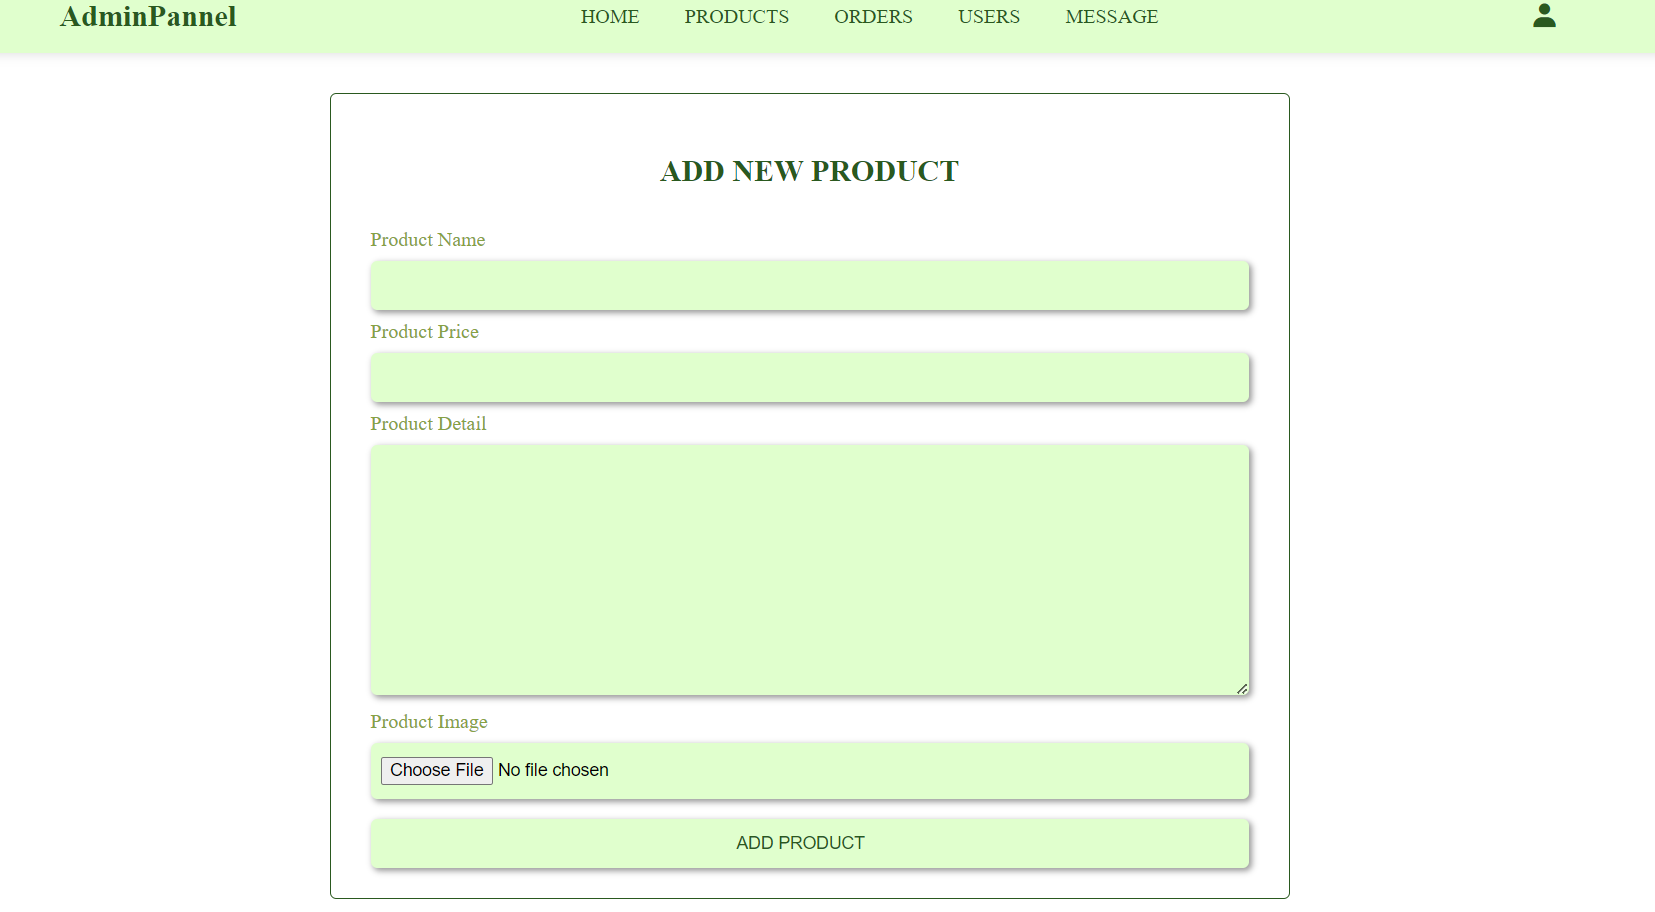 AdminPannel HOME PRODUCTS ORDERS USERS MESSAGE
ADD NEW PRODUCT
Product Name
Product Price
Product Detail
Product Image
Choose File No file chosen
ADD PRODUCT